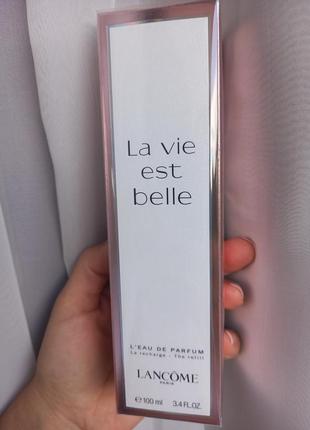 La vie
est
belle
L'EAU DE PARFUM
La recharge - The refill
LANCÔME
PARIS
℮ 100 ml 3.4 FL.OZ.